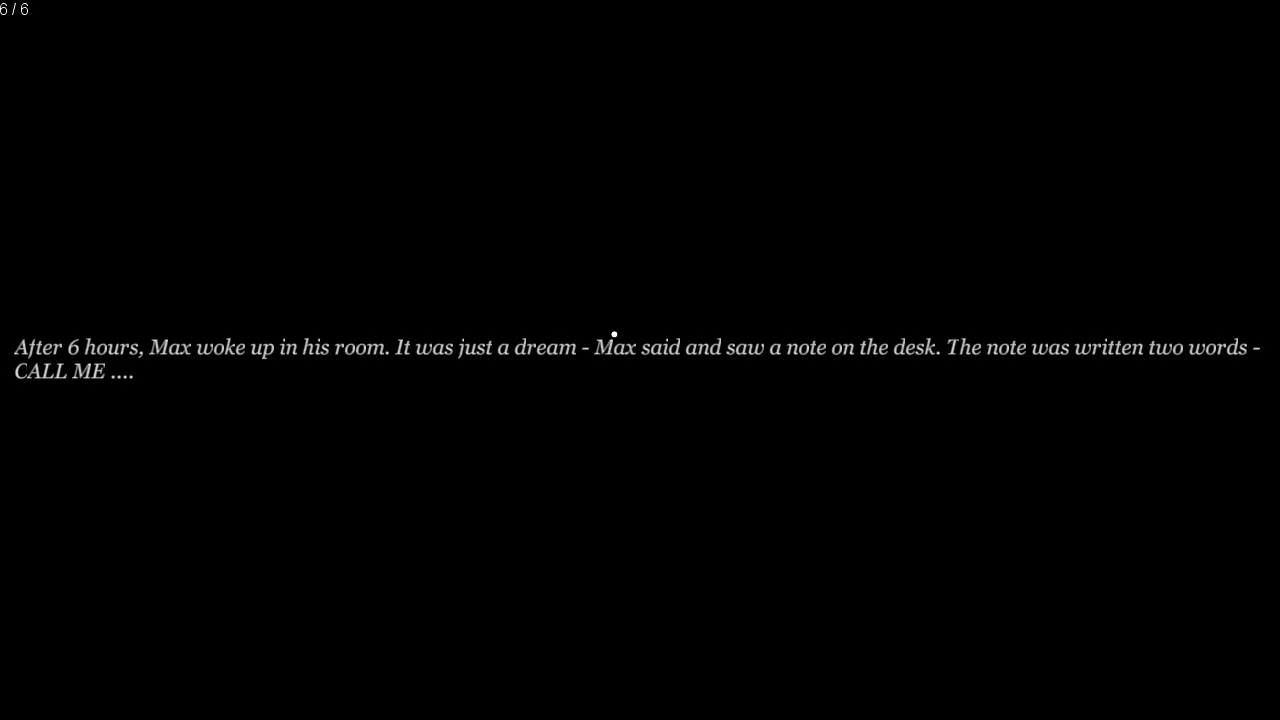 6 / 6
After 6 hours, Max woke up in his room. It was just a dream - Max said and saw a note on the desk. The note was written two words -
CALL ME ....